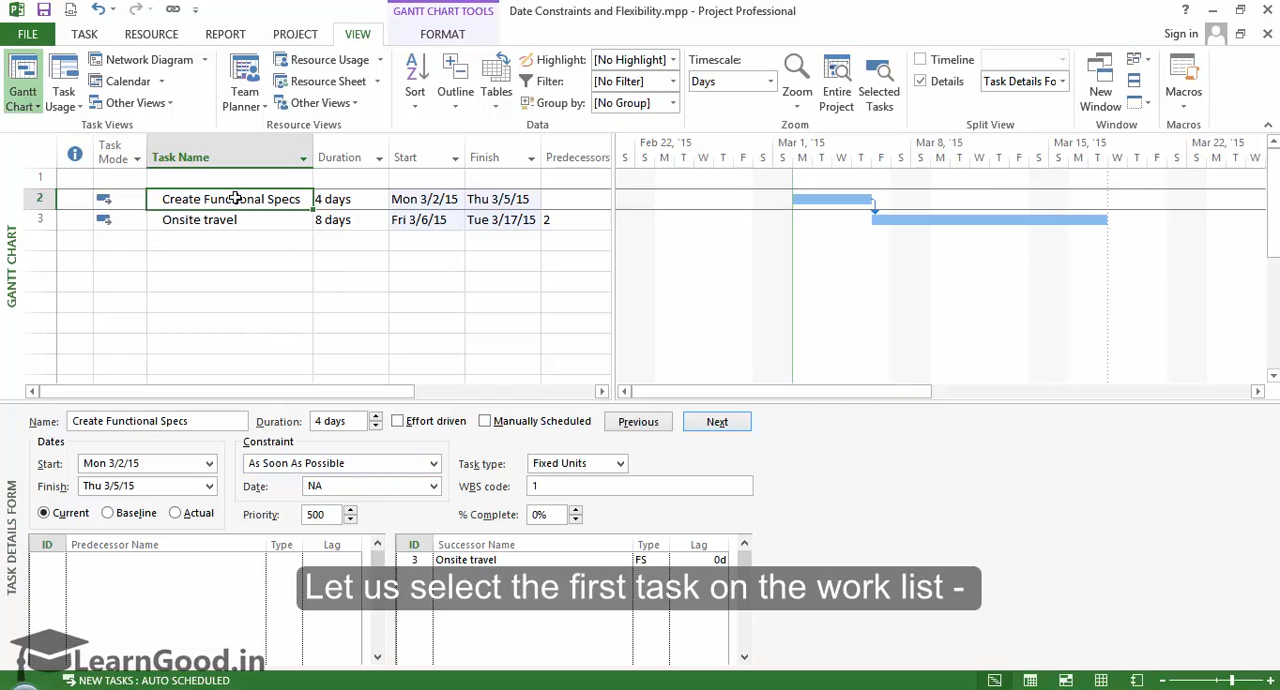 GANTT CHART TOOLS
Date Constraints and Flexibility.mpp - Project Professional
FILE TASK RESOURCE REPORT PROJECT VIEW FORMAT Sign in
Gantt Chart
Task Usage
Network Diagram
Calendar
Other Views
Task Views
Team Planner
Resource Usage
Resource Sheet
Other Views
Resource Views
Sort
Outline
Tables
Highlight: [No Highlight]
Filter: [No Filter]
Group by: [No Group]
Data
Timescale:
Days
Zoom
Entire Project
Selected Tasks
Zoom
Timeline
Details Task Details Fo
Split View
New Window
Window
Macros
Macros
Task Mode Task Name Duration Start Finish Predecessors
Feb 22, '15 Mar 1, '15 Mar 8, '15 Mar 15, '15 Mar 22, '15
S S M T W T F S S M T W T F S S M T W T F S S M T W T F S S M T W
1
2 Create Functional Specs 4 days Mon 3/2/15 Thu 3/5/15
3 Onsite travel 8 days Fri 3/6/15 Tue 3/17/15 2
GANTT CHART
Name: Create Functional Specs Duration: 4 days Effort driven Manually Scheduled Previous Next
Dates Constraint
Start: Mon 3/2/15 As Soon As Possible Task type: Fixed Units
Finish: Thu 3/5/15 Date: NA WBS code: 1
Current Baseline Actual Priority: 500 % Complete: 0%
ID Predecessor Name Type Lag ID Successor Name Type Lag
3 Onsite travel FS 0d
TASK DETAILS FORM
Let us select the first task on the work list -
LearnGood.in
NEW TASKS : AUTO SCHEDULED